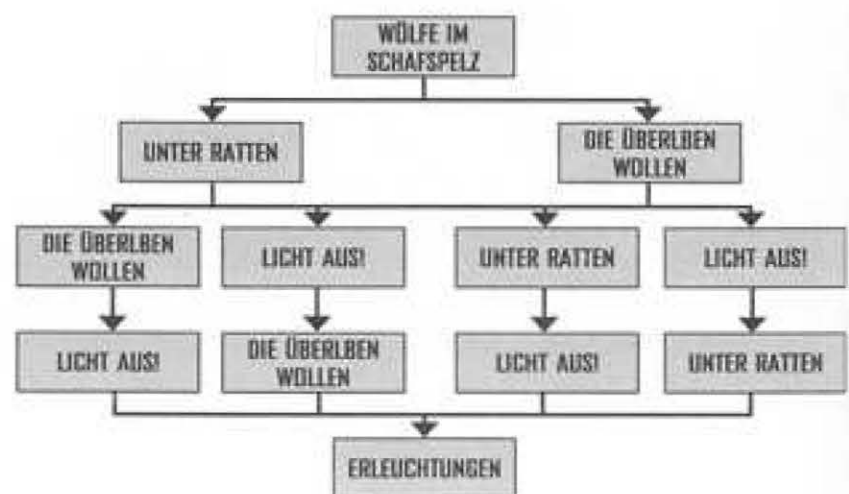 WÖLFE IM
SCHAFSPELZ
UNTER RATTEN
DIE ÜBERLBEN
WOLLEN
DIE ÜBERLBEN
WOLLEN
LICHT AUS!
UNTER RATTEN
LICHT AUS!
LICHT AUS!
DIE ÜBERLBEN
WOLLEN
LICHT AUS!
UNTER RATTEN
ERLEUCHTUNGEN